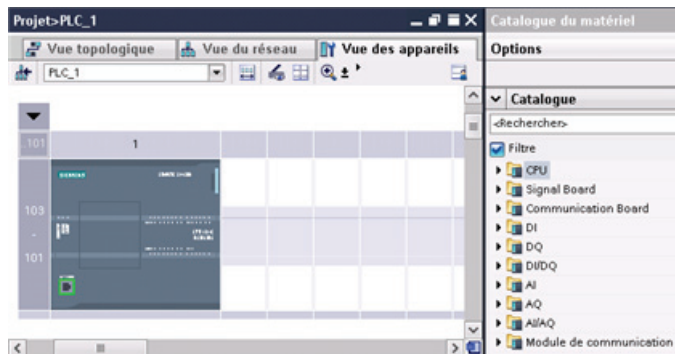 Projet>PLC_1
Vue topologique
Vue du réseau
Vue des appareils
PLC_1
101
1
103
-
101
SIEMENS
Catalogue du matériel
Options
Catalogue
<Rechercher>
Filtre
CPU
Signal Board
Communication Board
DI
DQ
DI/DQ
AI
AQ
AI/AQ
Module de communication